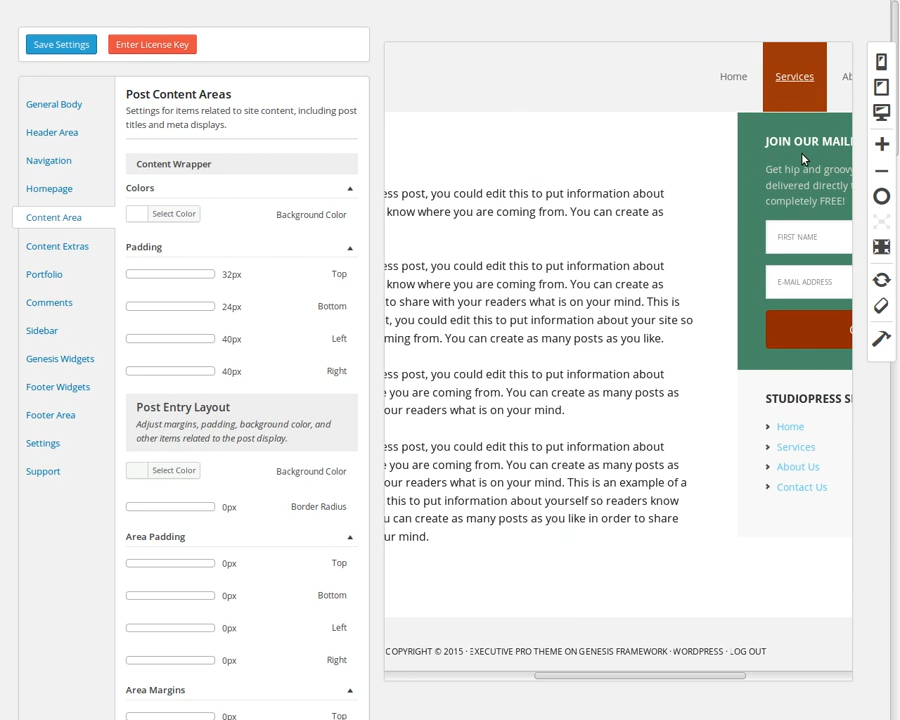 Save Settings
Enter License Key
General Body
Header Area
Navigation
Homepage
Content Area
Content Extras
Portfolio
Comments
Sidebar
Genesis Widgets
Footer Widgets
Footer Area
Settings
Support
Post Content Areas
Settings for items related to site content, including post
titles and meta displays.
Content Wrapper
Colors
Select Color Background Color
Padding
32px Top
24px Bottom
40px Left
40px Right
Post Entry Layout
Adjust margins, padding, background color, and
other items related to the post display.
Select Color Background Color
0px Border Radius
Area Padding
0px Top
0px Bottom
0px Left
0px Right
Area Margins
0px Top
Home Services Ab
ess post, you could edit this to put information about
know where you are coming from. You can create as
ess post, you could edit this to put information about
know where you are coming from. You can create as
to share with your readers what is on your mind. This is
t, you could edit this to put information about your site so
ming from. You can create as many posts as you like.
ess post, you could edit this to put information about
e you are coming from. You can create as many posts as
our readers what is on your mind.
ess post, you could edit this to put information about
e you are coming from. You can create as many posts as
our readers what is on your mind. This is an example of a
this to put information about yourself so readers know
u can create as many posts as you like in order to share
ur mind.
JOIN OUR MAILI
Get hip and groovy
delivered directly t
completely FREE!
FIRST NAME
E-MAIL ADDRESS
STUDIOPRESS S
Home
Services
About Us
Contact Us
COPYRIGHT © 2015 · EXECUTIVE PRO THEME ON GENESIS FRAMEWORK · WORDPRESS · LOG OUT